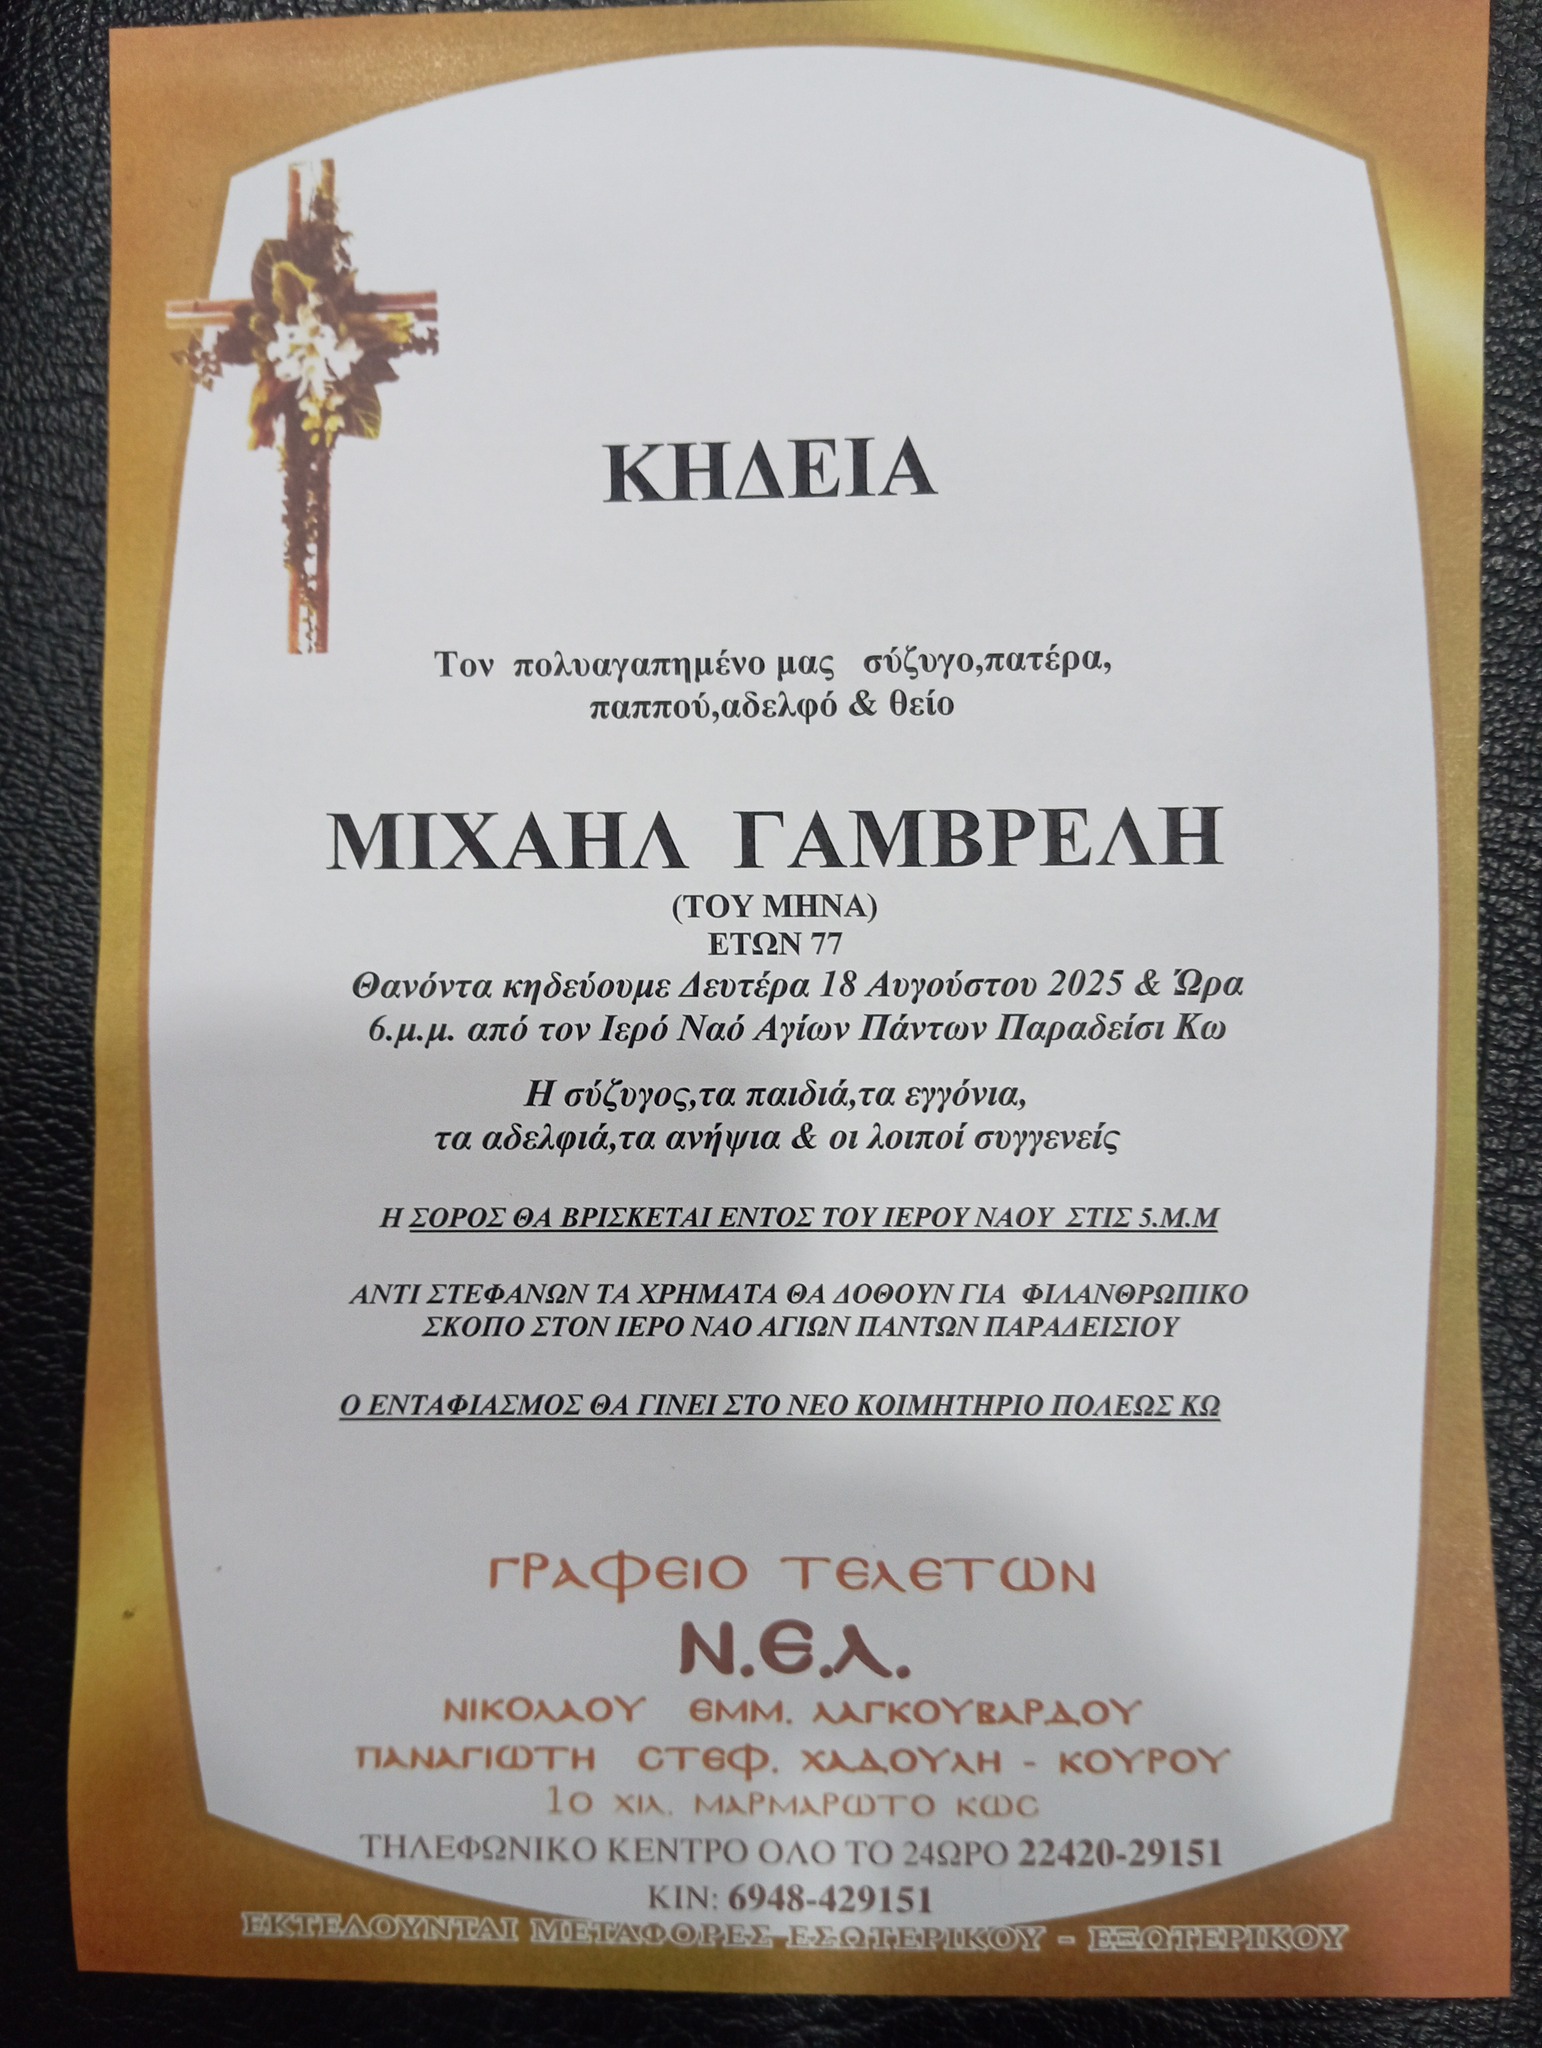 ΚΗΔΕΙΑ
Τον πολυαγαπημένο μας σύζυγο,πατέρα,
παππού,αδελφό & θείο
ΜΙΧΑΗΛ ΓΑΜΒΡΕΛΗ
(ΤΟΥ ΜΗΝΑ)
ΕΤΩΝ 77
Θανόντα κηδεύουμε Δευτέρα 18 Αυγούστου 2025 & Ώρα
6.μ.μ. από τον Ιερό Ναό Αγίων Πάντων Παραδείσι Κω
Η σύζυγος,τα παιδιά,τα εγγόνια,
τα αδελφιά,τα ανήψια & οι λοιποί συγγενείς
Η ΣΟΡΟΣ ΘΑ ΒΡΙΣΚΕΤΑΙ ΕΝΤΟΣ ΤΟΥ ΙΕΡΟΥ ΝΑΟΥ ΣΤΙΣ 5.Μ.Μ
ΑΝΤΙ ΣΤΕΦΑΝΩΝ ΤΑ ΧΡΗΜΑΤΑ ΘΑ ΔΟΘΟΥΝ ΓΙΑ ΦΙΛΑΝΘΡΩΠΙΚΟ
ΣΚΟΠΟ ΣΤΟΝ ΙΕΡΟ ΝΑΟ ΑΓΙΩΝ ΠΑΝΤΩΝ ΠΑΡΑΔΕΙΣΙΟΥ
Ο ΕΝΤΑΦΙΑΣΜΟΣ ΘΑ ΓΙΝΕΙ ΣΤΟ ΝΕΟ ΚΟΙΜΗΤΗΡΙΟ ΠΟΛΕΩΣ ΚΩ
ΓΡΑΦΕΙΟ ΤΕΛΕΤΩΝ
Ν.Ε.Λ.
ΝΙΚΟΛΑΟΥ ΕΜΜ. ΛΑΓΚΟΥΒΑΡΔΟΥ
ΠΑΝΑΓΙΩΤΗ ΣΤΕΦ. ΧΑΔΟΥΛΗ - ΚΟΥΡΟΥ
1ο ΧΙΛ. ΜΑΡΜΑΡΩΤΟ ΚΩΣ
ΤΗΛΕΦΩΝΙΚΟ ΚΕΝΤΡΟ ΟΛΟ ΤΟ 24ΩΡΟ 22420-29151
ΚΙΝ: 6948-429151
ΕΚΤΕΛΟΥΝΤΑΙ ΜΕΤΑΦΟΡΕΣ ΕΣΩΤΕΡΙΚΟΥ - ΕΞΩΤΕΡΙΚΟΥ